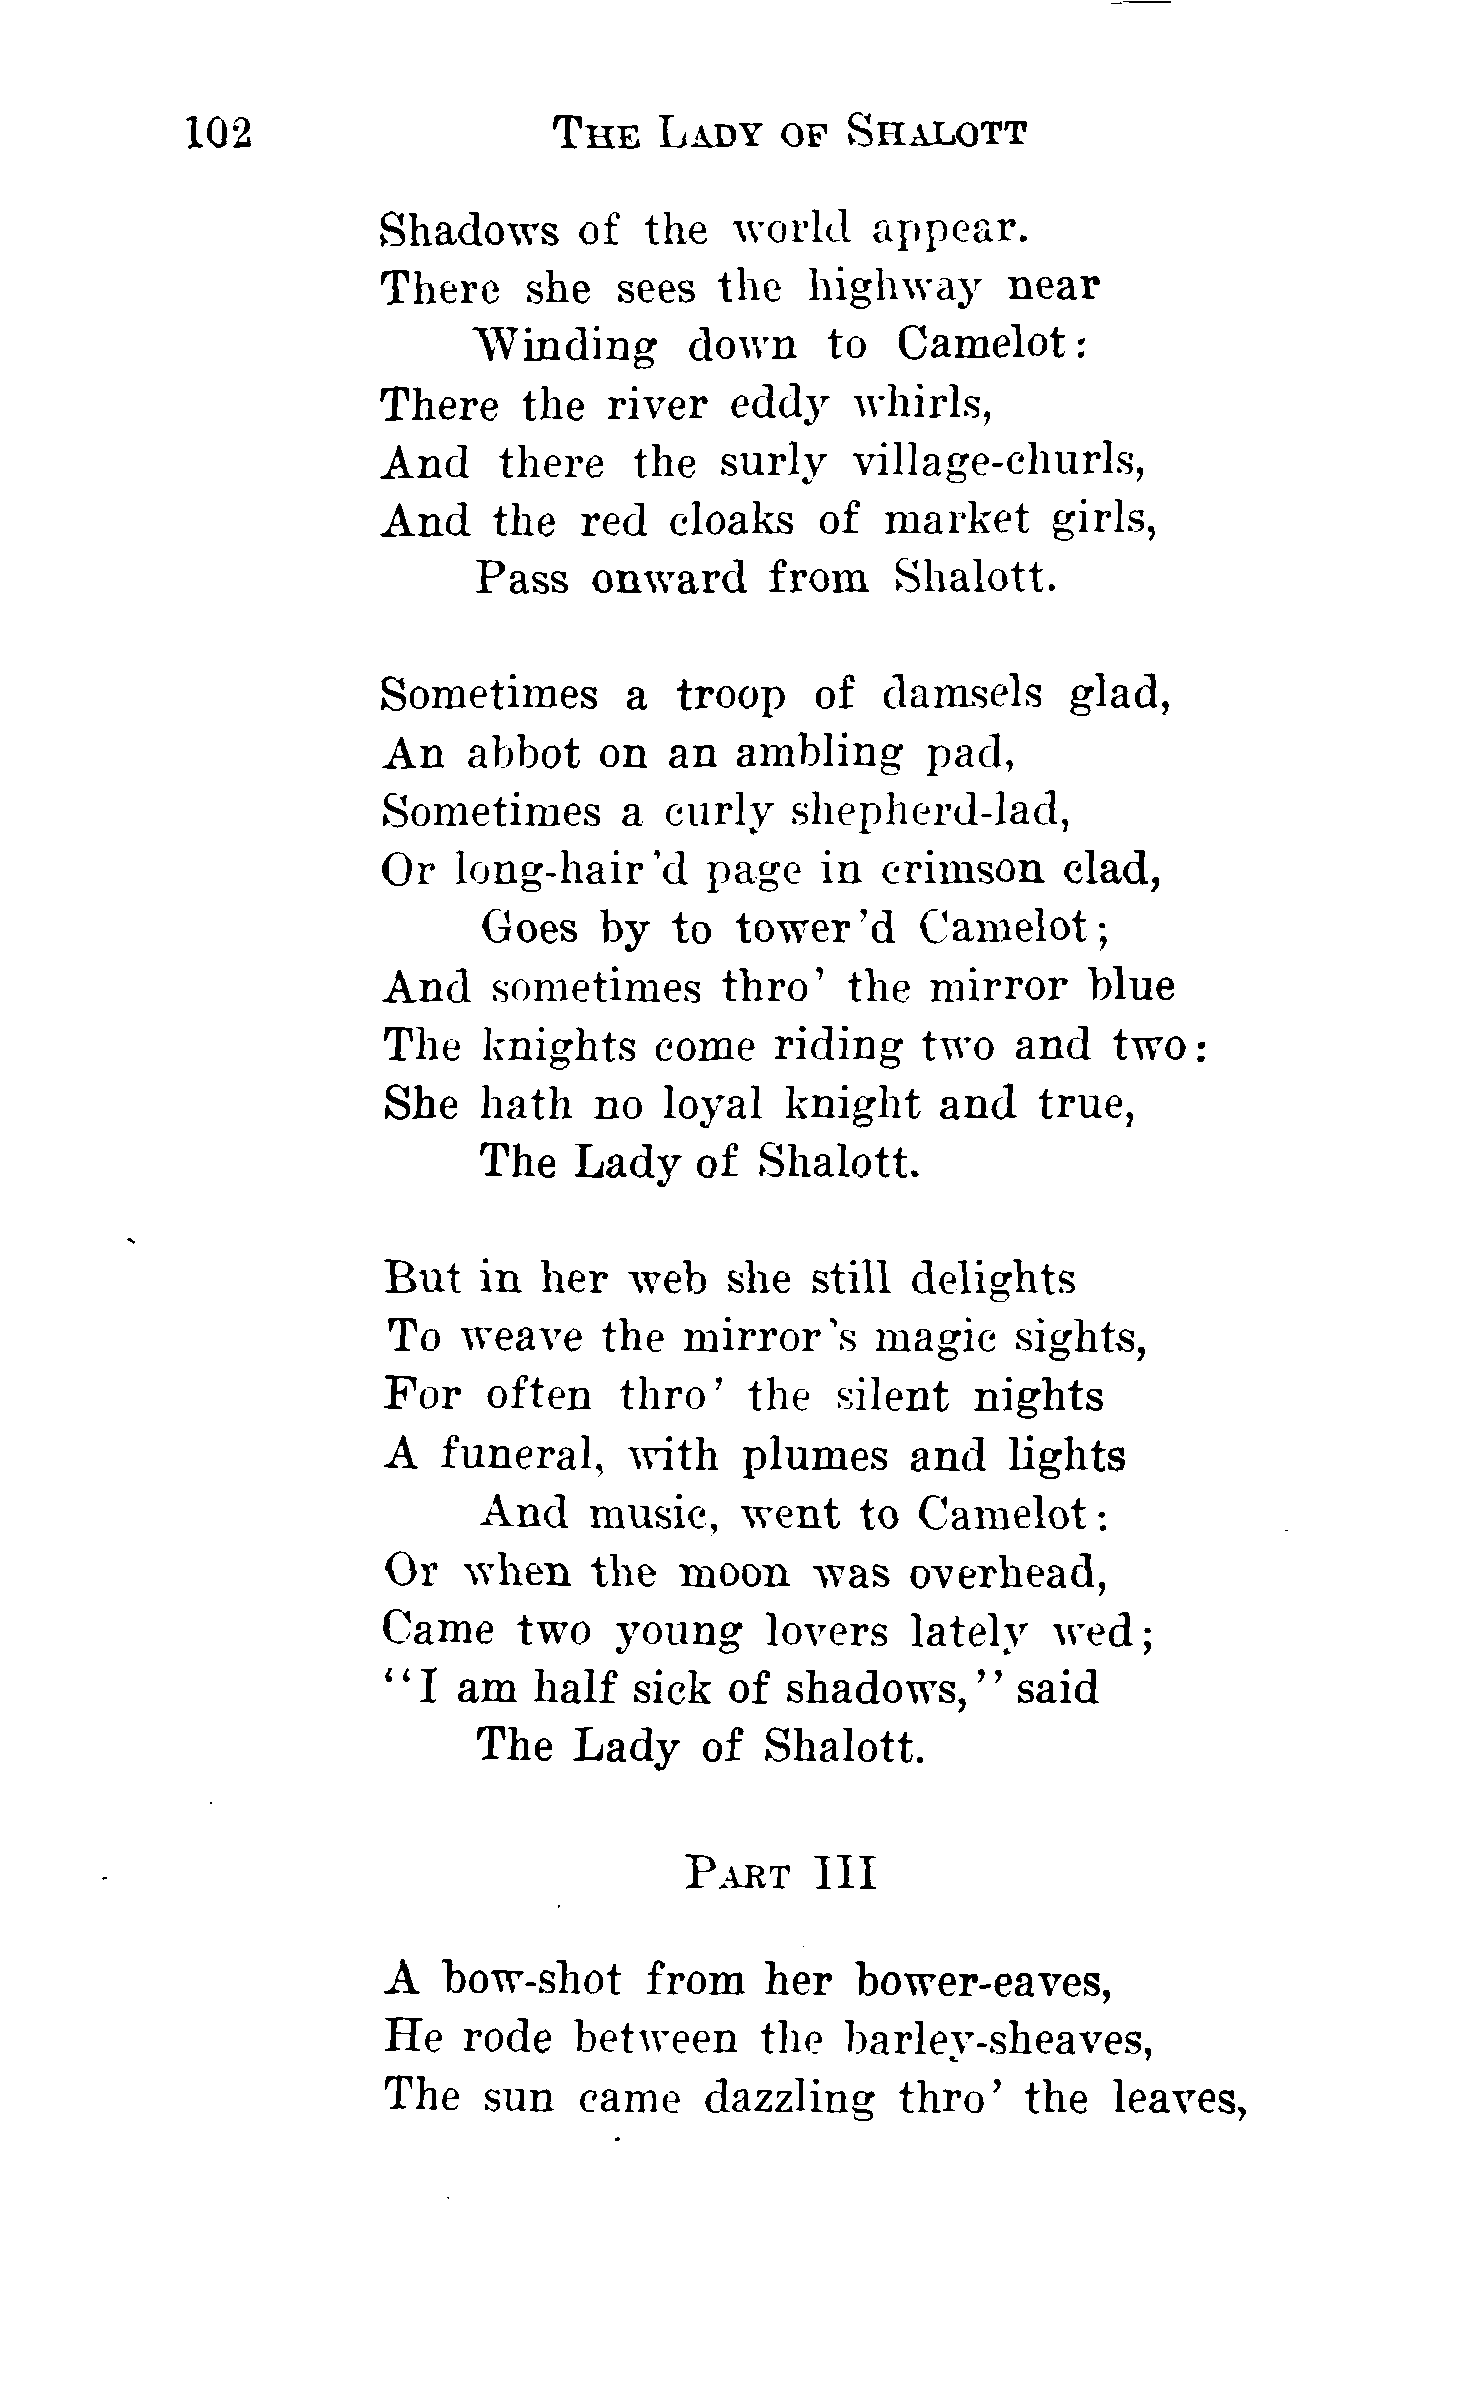 102 THE LADY OF SHALOTT
Shadows of the world appear.
There she sees the highway near
Winding down to Camelot:
There the river eddy whirls,
And there the surly village-churls,
And the red cloaks of market girls,
Pass onward from Shalott.
Sometimes a troop of damsels glad,
An abbot on an ambling pad,
Sometimes a curly shepherd-lad,
Or long-hair'd page in crimson clad,
Goes by to tower'd Camelot;
And sometimes thro' the mirror blue
The knights come riding two and two:
She hath no loyal knight and true,
The Lady of Shalott.
But in her web she still delights
To weave the mirror's magic sights,
For often thro' the silent nights
A funeral, with plumes and lights
And music, went to Camelot:
Or when the moon was overhead,
Came two young lovers lately wed;
"I am half sick of shadows," said
The Lady of Shalott.
PART III
A bow-shot from her bower-eaves,
He rode between the barley-sheaves,
The sun came dazzling thro' the leaves,